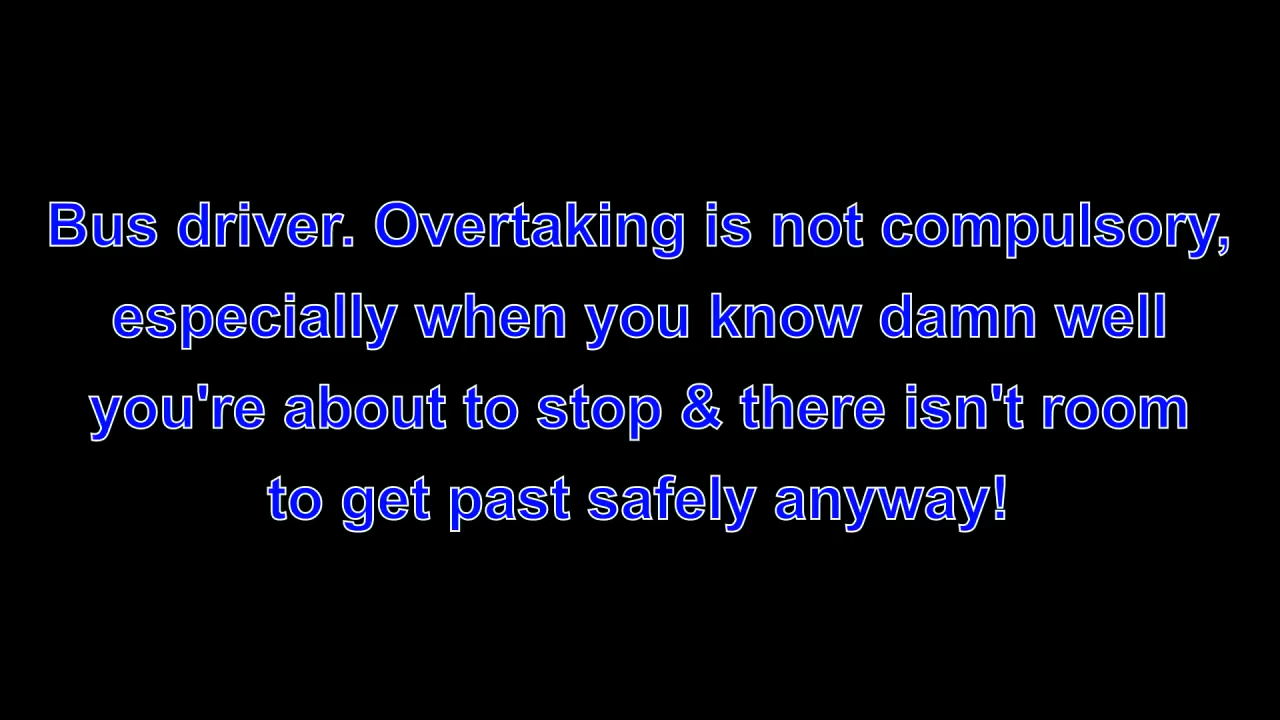 Bus driver. Overtaking is not compulsory,
especially when you know damn well
you're about to stop & there isn't room
to get past safely anyway!